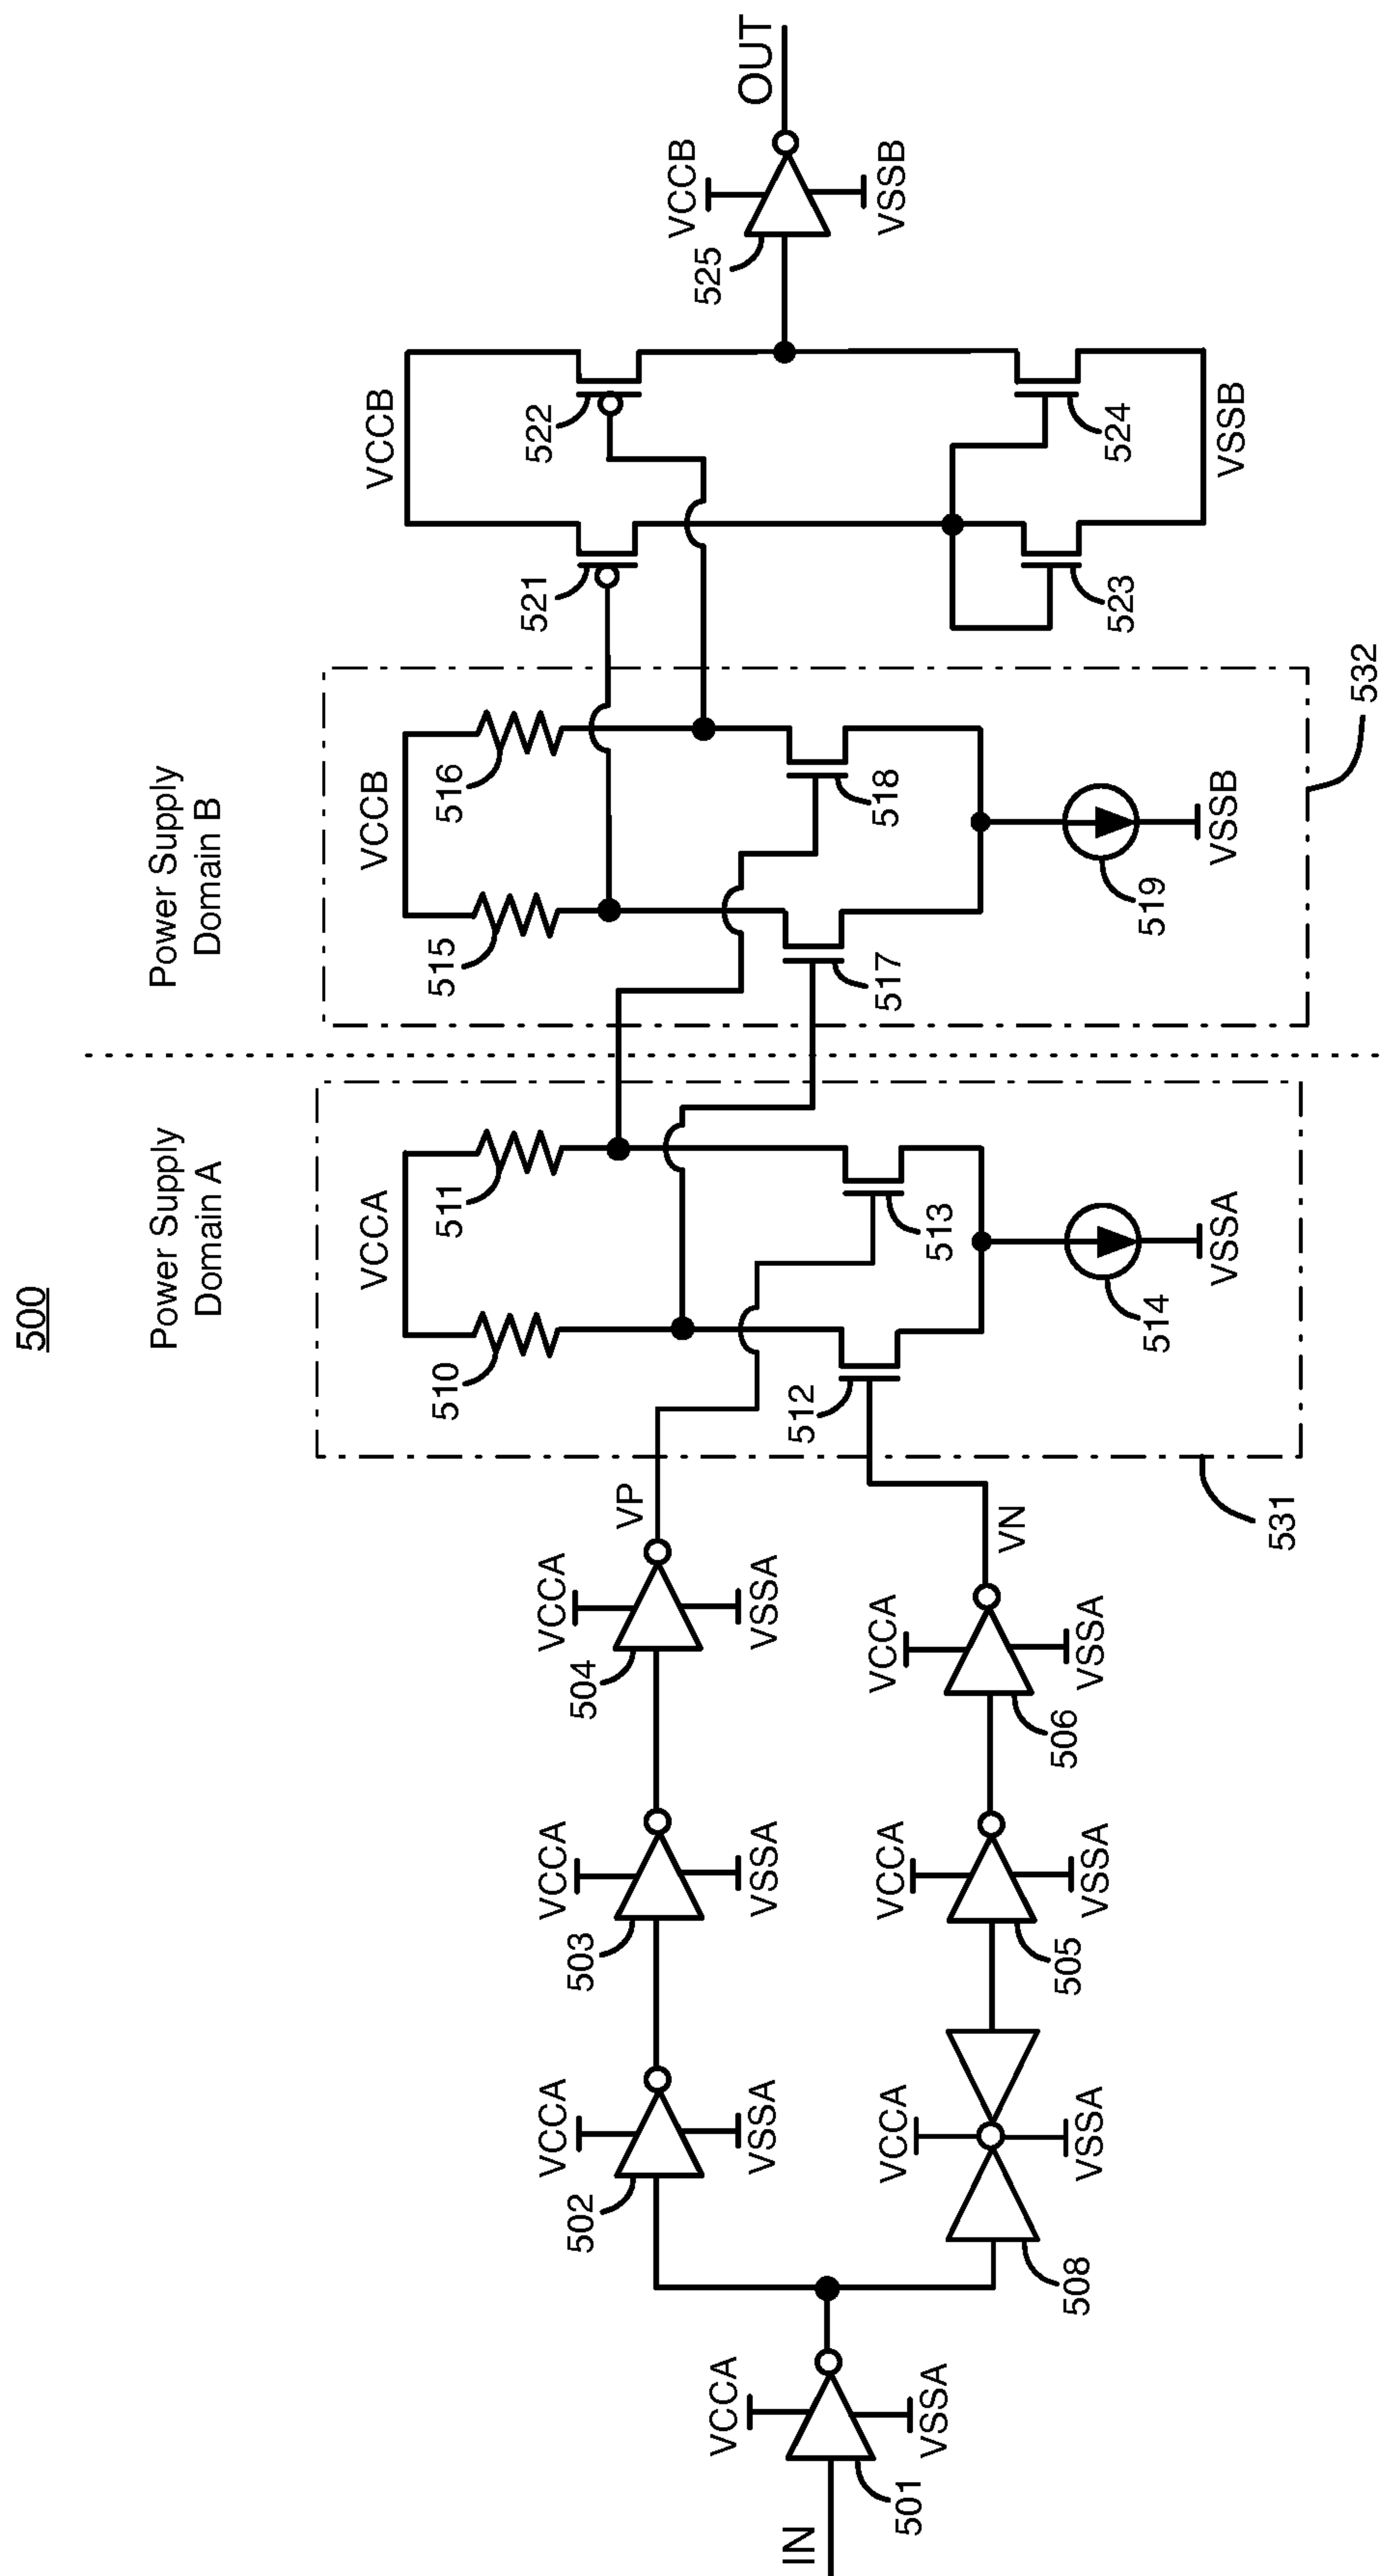 500
Power Supply
Domain A
Power Supply
Domain B
IN
501
VCCA
VSSA
502
VCCA
VSSA
503
VCCA
VSSA
504
VCCA
VSSA
VP
508
VCCA
VSSA
505
VCCA
VSSA
506
VCCA
VSSA
VN
531
VCCA
510
511
512
513
514
VSSA
532
VCCB
515
516
517
518
519
VSSB
VCCB
521
522
523
524
VSSB
525
VCCB
VSSB
OUT